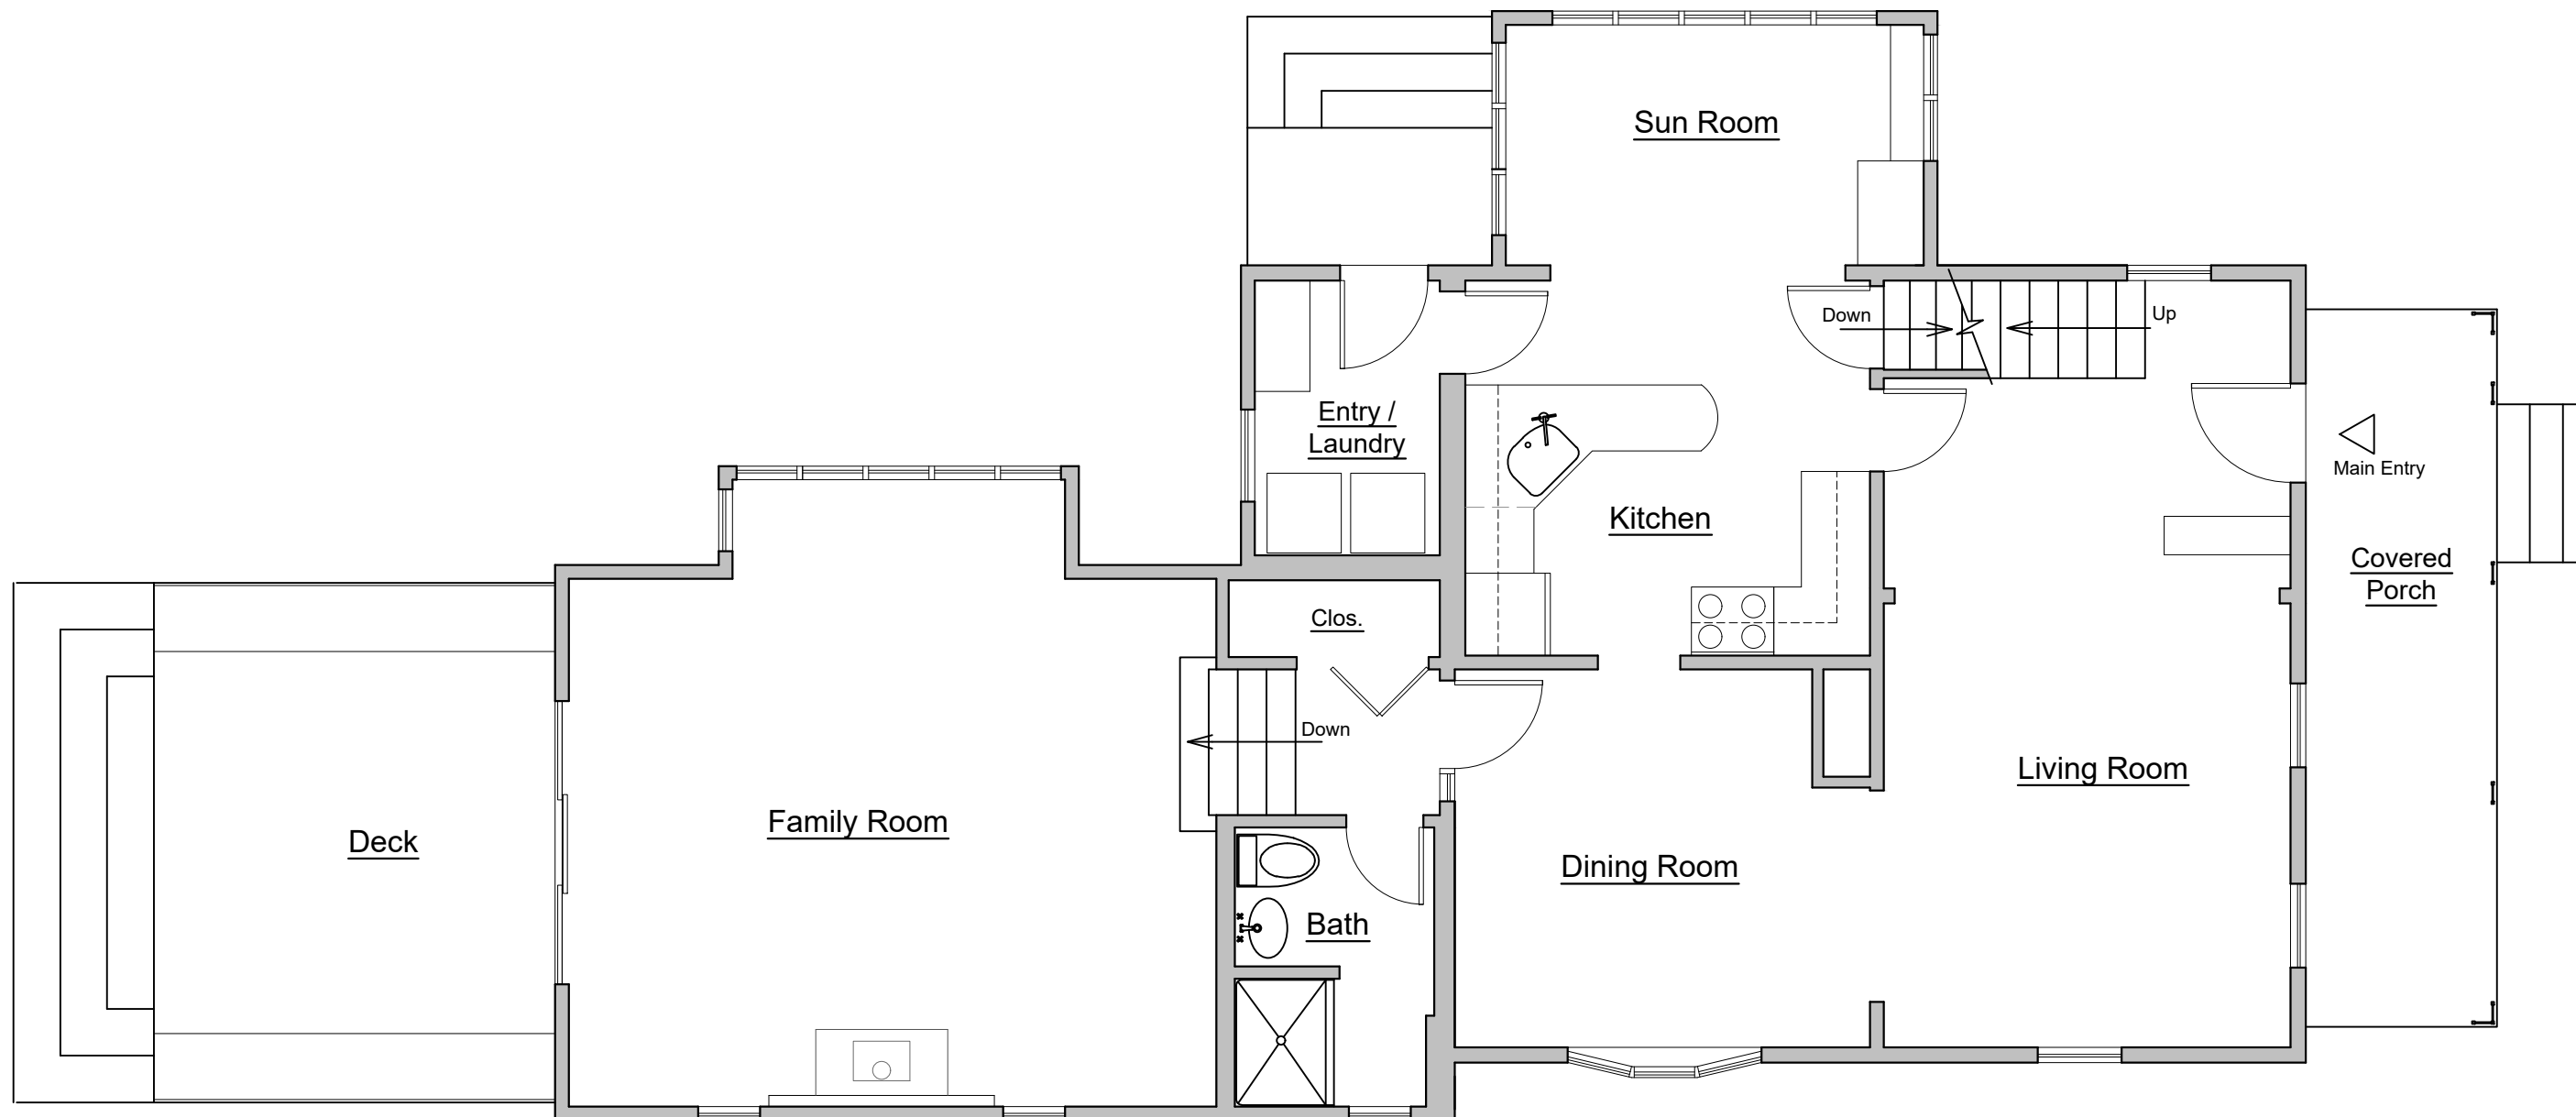 Sun Room
Down
Up
Entry /
Laundry
Main Entry
Kitchen
Covered
Porch
Clos.
Down
Living Room
Family Room
Deck
Dining Room
Bath